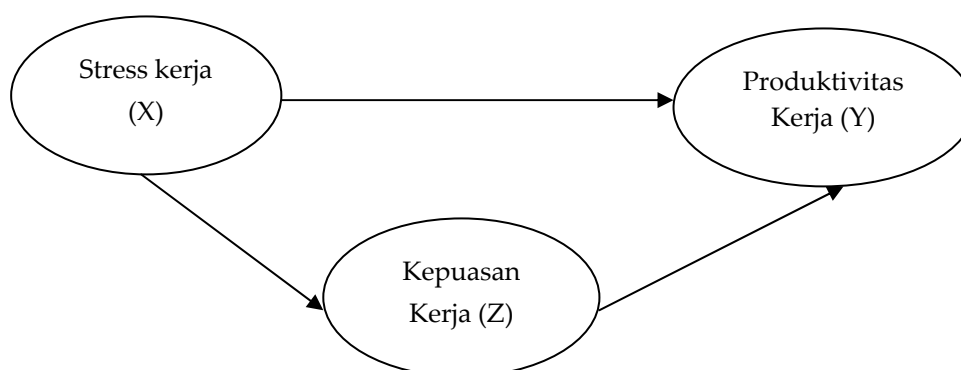 Stress kerja
(X)
Produktivitas
Kerja (Y)
Kepuasan
Kerja (Z)